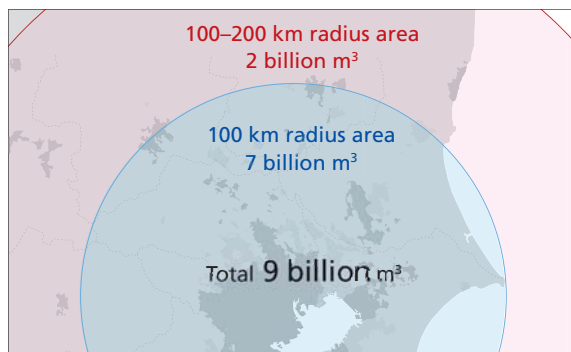 100–200 km radius area
2 billion m³
100 km radius area
7 billion m³
Total 9 billion m³